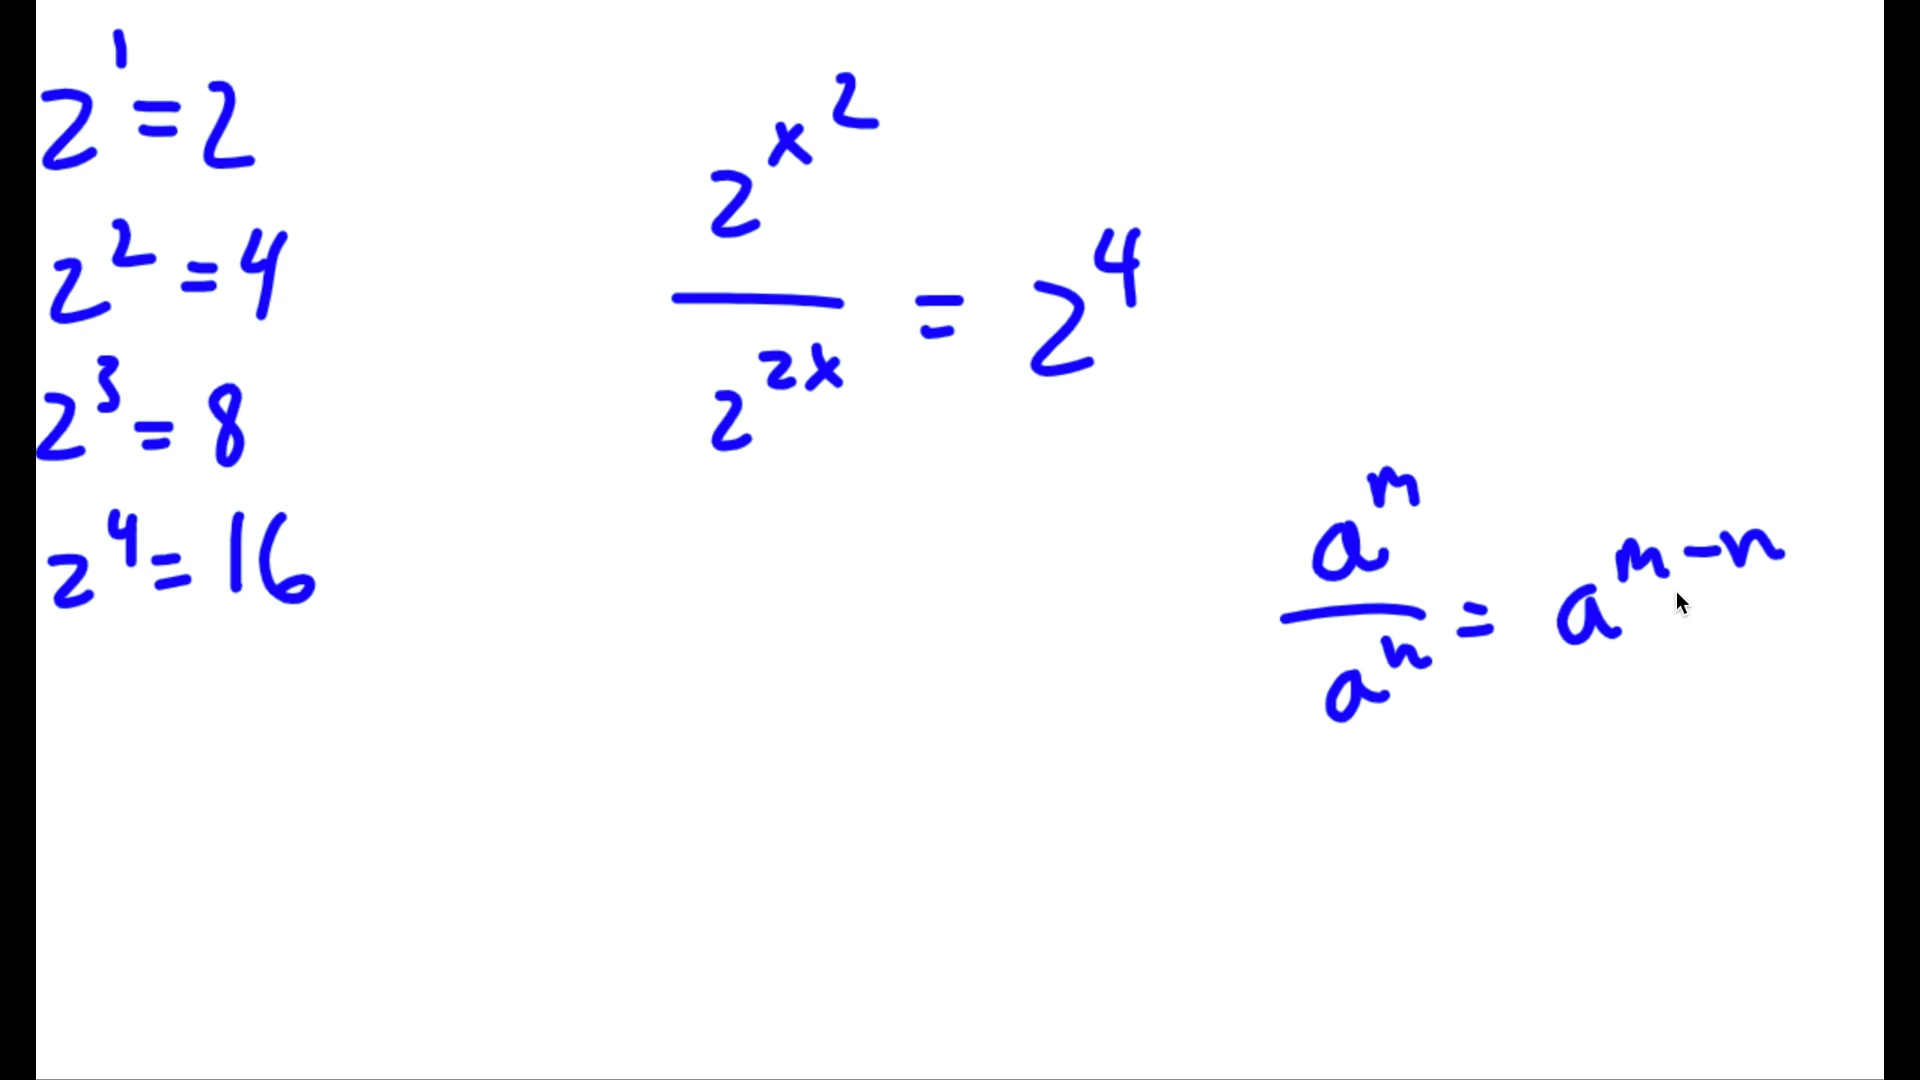 2^1 = 2
2^2 = 4
2^3 = 8
2^4 = 16
2^{x^2} / 2^{2x} = 2^4
a^m / a^n = a^{m-n}